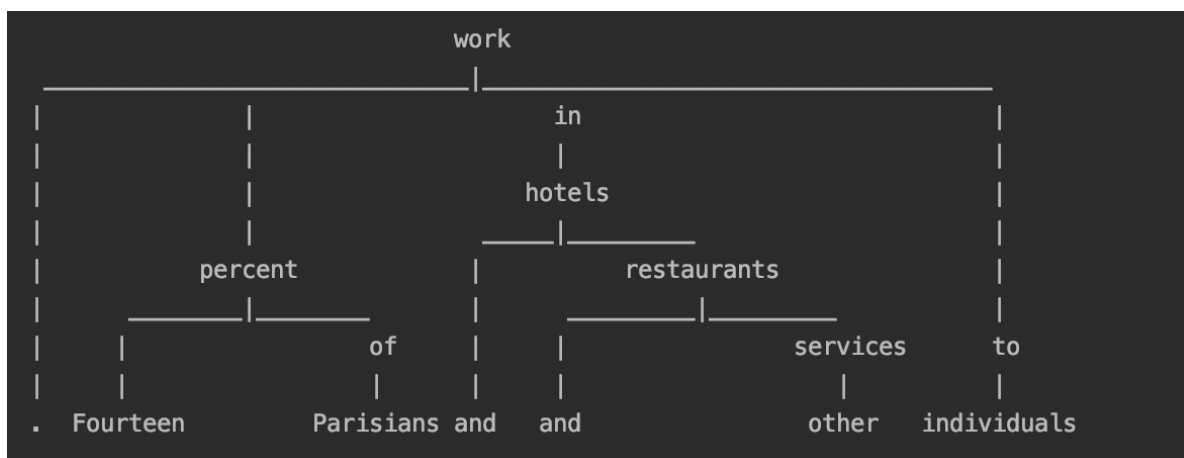 work
in
hotels
percent restaurants
of services to
. Fourteen Parisians and and other individuals